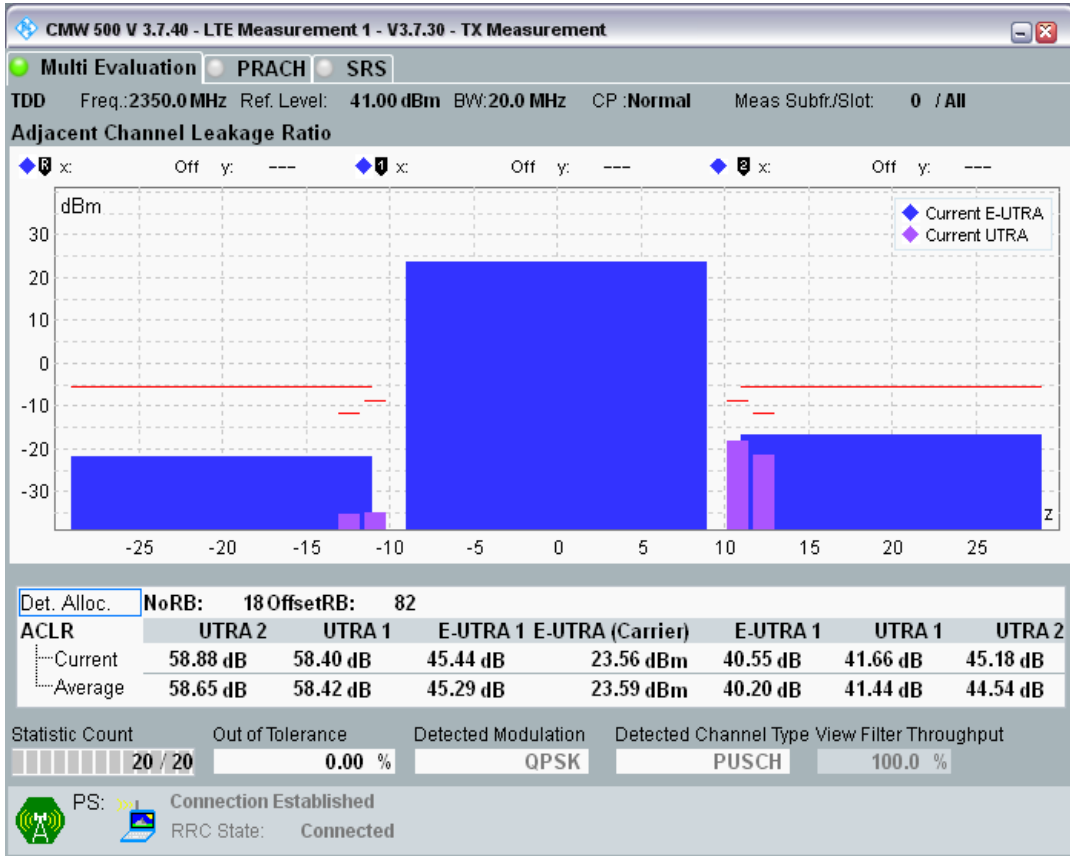 CMW 500 V 3.7.40 - LTE Measurement 1 - V3.7.30 - TX Measurement
Multi Evaluation PRACH SRS
TDD Freq.:2350.0 MHz Ref. Level: 41.00 dBm BW:20.0 MHz CP :Normal Meas Subfr./Slot: 0 / All
Adjacent Channel Leakage Ratio
R x: Off y: --- 1 x: Off y: --- 2 x: Off y: ---
dBm
Current E-UTRA
Current UTRA
30
20
10
0
-10
-20
-30
z
-25 -20 -15 -10 -5 0 5 10 15 20 25
Det. Alloc. NoRB: 18 OffsetRB: 82
ACLR UTRA 2 UTRA 1 E-UTRA 1 E-UTRA (Carrier) E-UTRA 1 UTRA 1 UTRA 2
Current 58.88 dB 58.40 dB 45.44 dB 23.56 dBm 40.55 dB 41.66 dB 45.18 dB
Average 58.65 dB 58.42 dB 45.29 dB 23.59 dBm 40.20 dB 41.44 dB 44.54 dB
Statistic Count Out of Tolerance Detected Modulation Detected Channel Type View Filter Throughput
20 / 20 0.00 % QPSK PUSCH 100.0 %
PS: Connection Established
RRC State: Connected